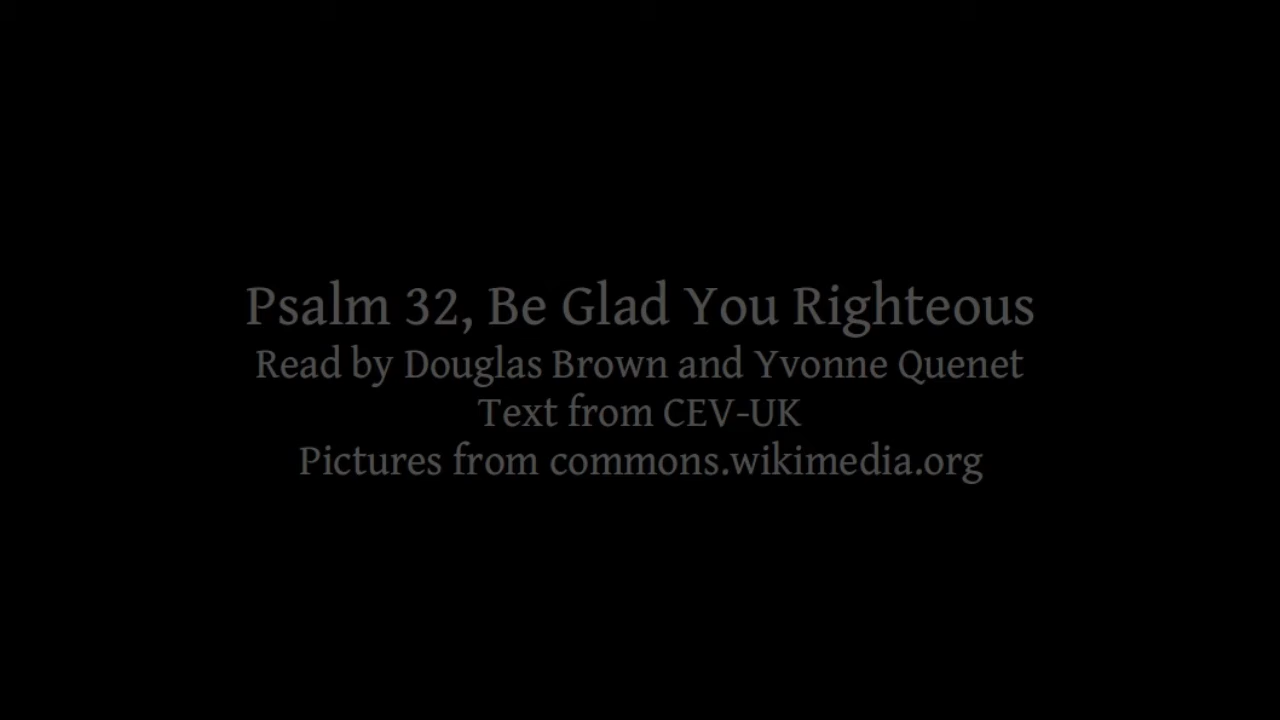 Psalm 32, Be Glad You Righteous
Read by Douglas Brown and Yvonne Quenet
Text from CEV-UK
Pictures from commons.wikimedia.org